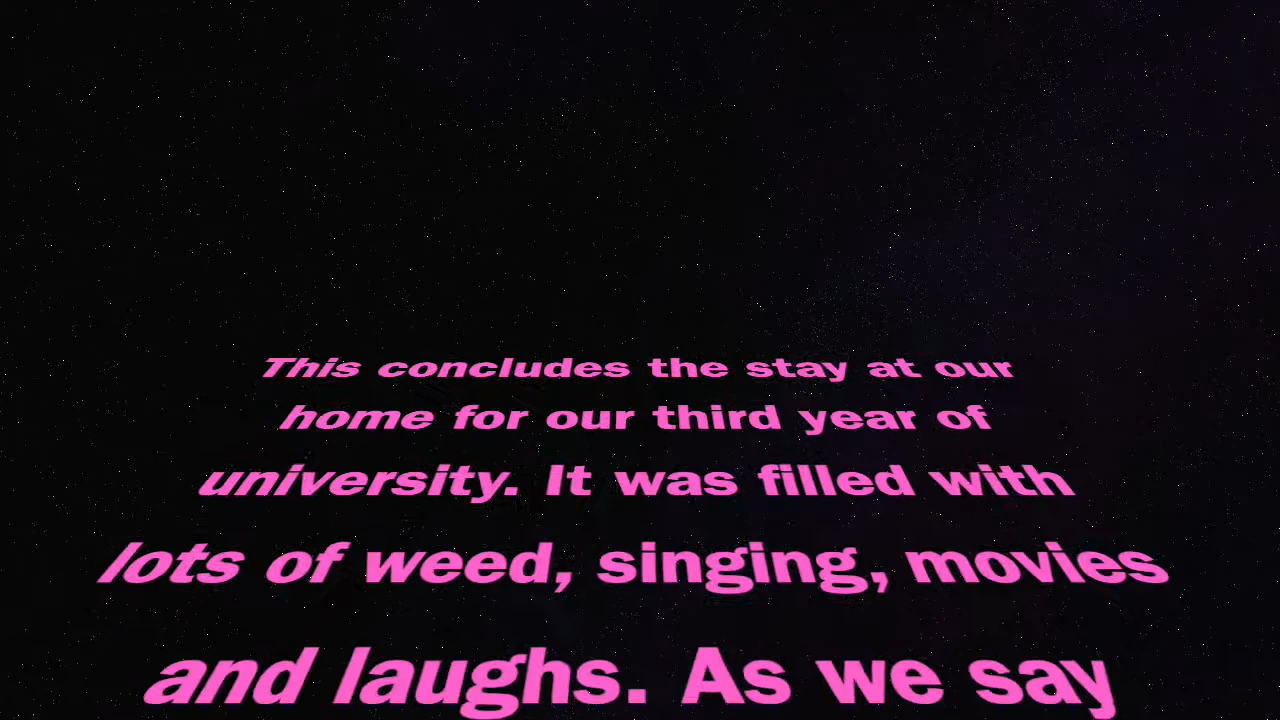 This concludes the stay at our
home for our third year of
university. It was filled with
lots of weed, singing, movies
and laughs. As we say